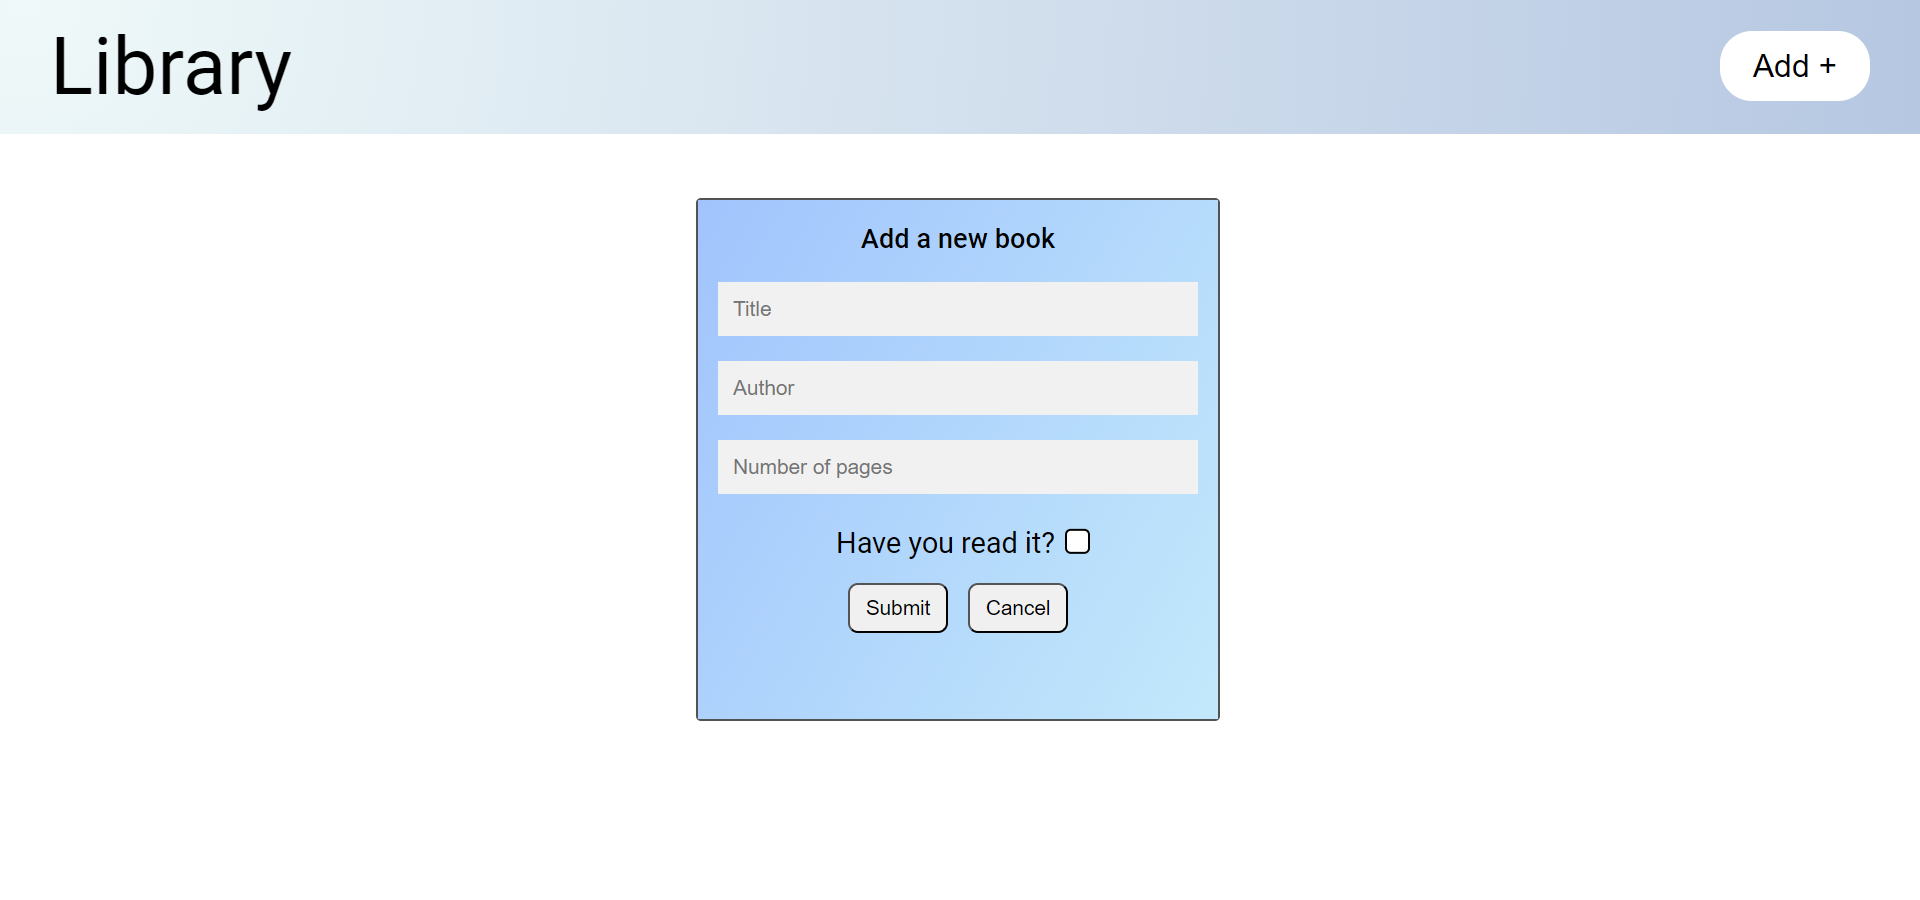 Library
Add +
Add a new book
Title
Author
Number of pages
Have you read it?
Submit
Cancel